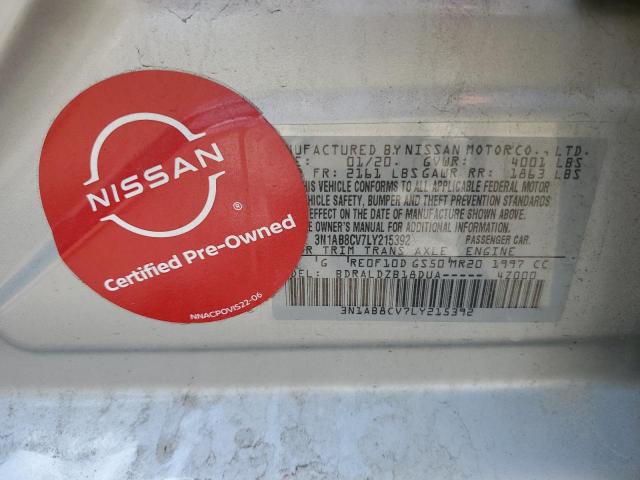 NISSAN
®
Certified Pre-Owned
NNACPOVIS22-06
NUFACTURED BY NISSAN MOTOR CO., LTD.
E: 01/20. GVWR: 4001 LBS
FR: 2161 LBS GAWR RR: 1863 LBS
THIS VEHICLE CONFORMS TO ALL APPLICABLE FEDERAL MOTOR
VEHICLE SAFETY, BUMPER AND THEFT PREVENTION STANDARDS
EFFECT ON THE DATE OF MANUFACTURE SHOWN ABOVE.
E OWNER'S MANUAL FOR ADDITIONAL INFORMATION
3N1AB8CV7LY215392 PASSENGER CAR.
R TRIM TRANS AXLE ENGINE
G RE0F10D GS50 MR20 1997 CC
DEL: BDRALDZB18DUA----- 4Z000
3N1AB8CV7LY215392